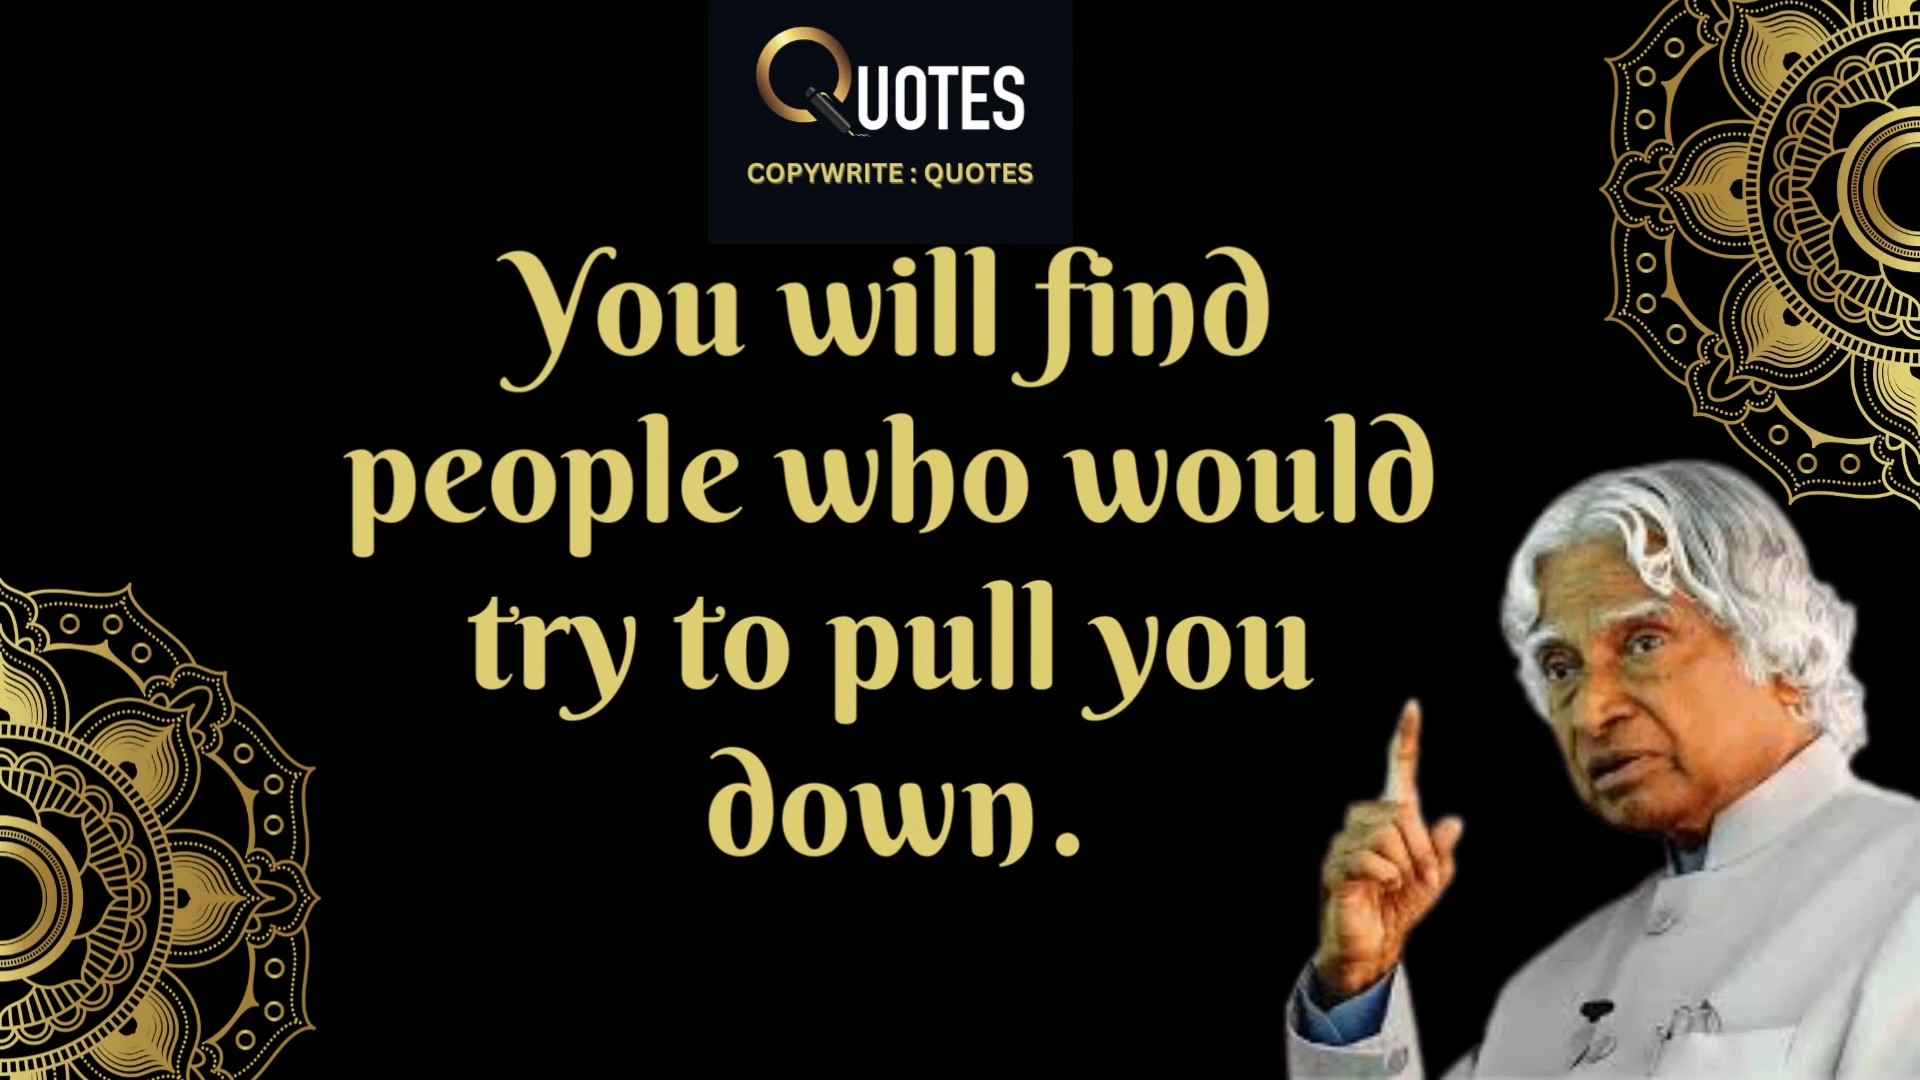 QUOTES
COPYWRITE : QUOTES
You will find
people who would
try to pull you
down.